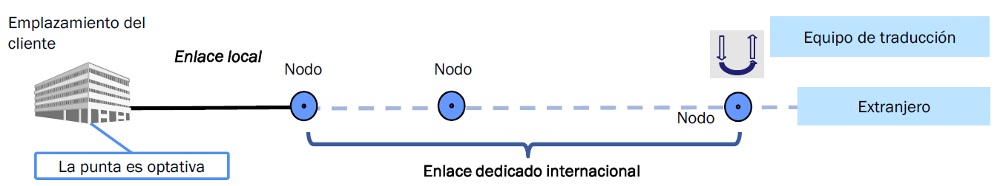 Emplazamiento del
cliente
Enlace local
Nodo
Nodo
Equipo de traducción
Nodo
Extranjero
La punta es optativa
Enlace dedicado internacional